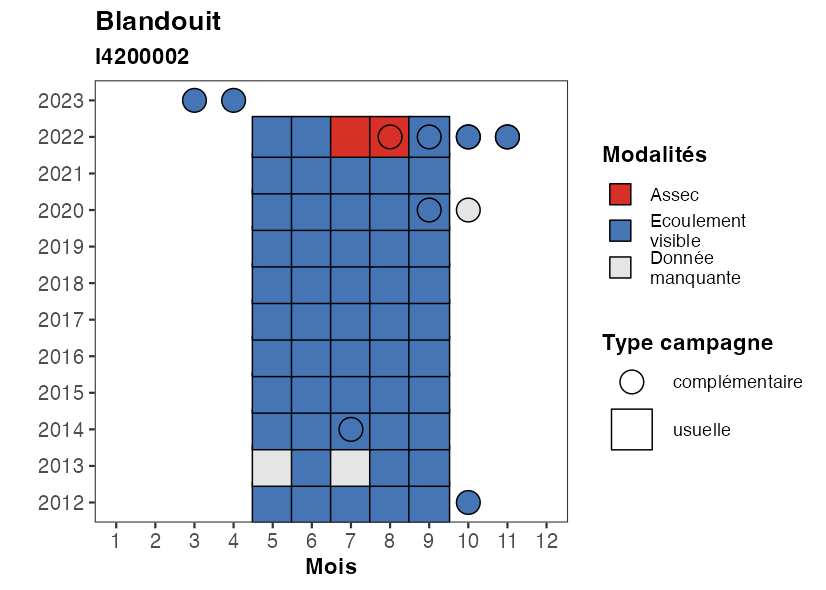 Blandouit
I4200002
2023
2022
2021
2020
2019
2018
2017
2016
2015
2014
2013
2012
1 2 3 4 5 6 7 8 9 10 11 12
Mois
Modalités
Assec
Ecoulement
visible
Donnée
manquante
Type campagne
complémentaire
usuelle